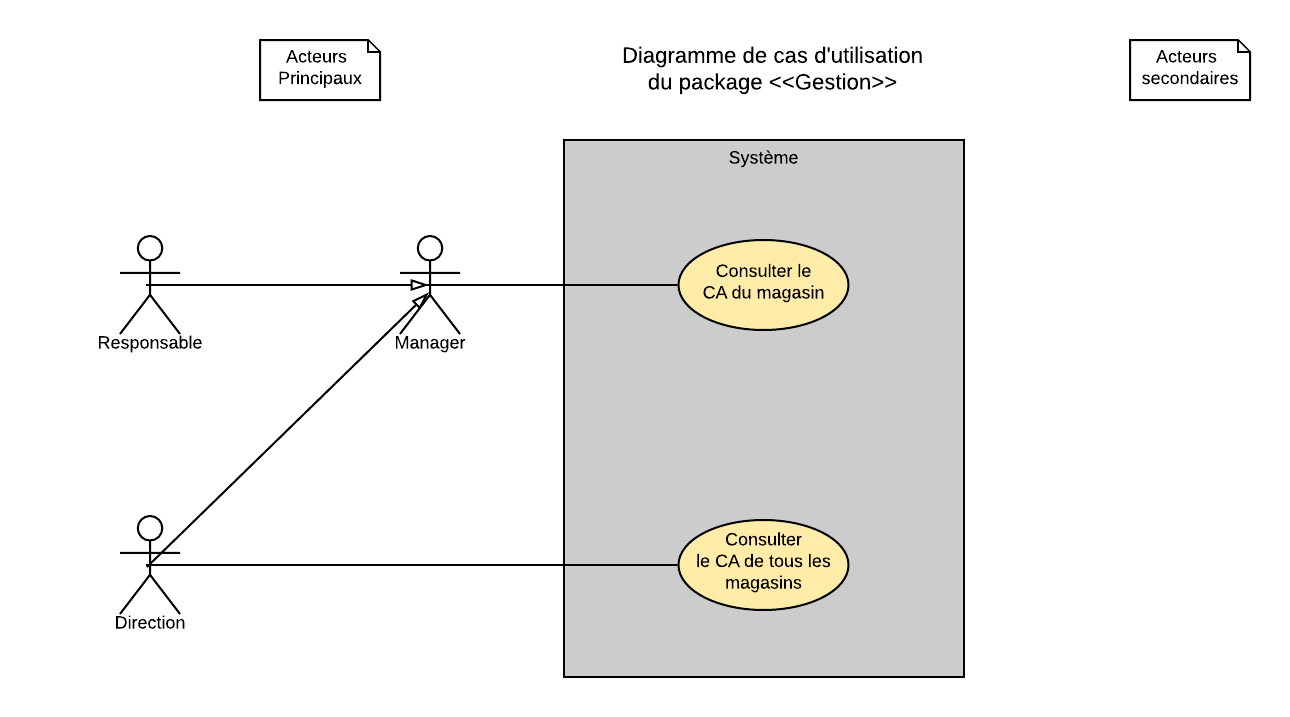 Acteurs
Principaux
Diagramme de cas d'utilisation
du package <<Gestion>>
Acteurs
secondaires
Système
Responsable
Manager
Consulter le
CA du magasin
Direction
Consulter
le CA de tous les
magasins